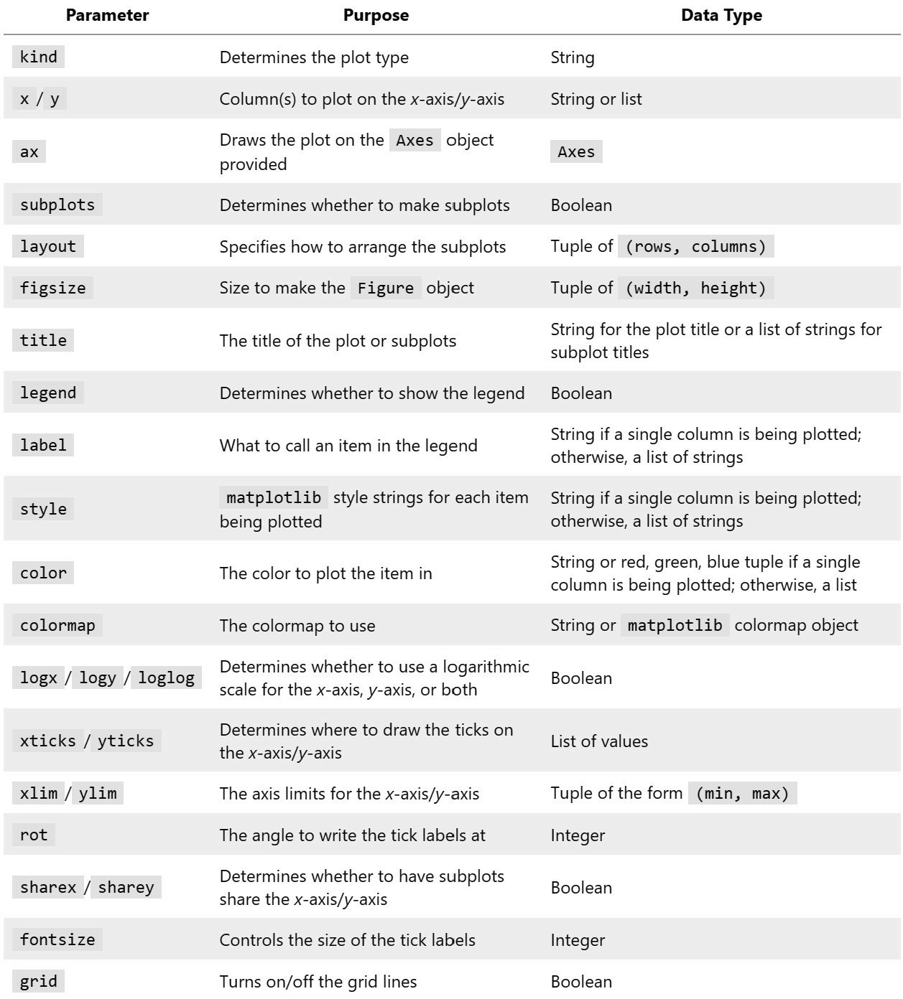 Parameter Purpose Data Type
kind Determines the plot type String
x / y Column(s) to plot on the x-axis/y-axis String or list
ax Draws the plot on the Axes object provided Axes
subplots Determines whether to make subplots Boolean
layout Specifies how to arrange the subplots Tuple of (rows, columns)
figsize Size to make the Figure object Tuple of (width, height)
title The title of the plot or subplots String for the plot title or a list of strings for subplot titles
legend Determines whether to show the legend Boolean
label What to call an item in the legend String if a single column is being plotted; otherwise, a list of strings
style matplotlib style strings for each item being plotted String if a single column is being plotted; otherwise, a list of strings
color The color to plot the item in String or red, green, blue tuple if a single column is being plotted; otherwise, a list
colormap The colormap to use String or matplotlib colormap object
logx / logy / loglog Determines whether to use a logarithmic scale for the x-axis, y-axis, or both Boolean
xticks / yticks Determines where to draw the ticks on the x-axis/y-axis List of values
xlim / ylim The axis limits for the x-axis/y-axis Tuple of the form (min, max)
rot The angle to write the tick labels at Integer
sharex / sharey Determines whether to have subplots share the x-axis/y-axis Boolean
fontsize Controls the size of the tick labels Integer
grid Turns on/off the grid lines Boolean